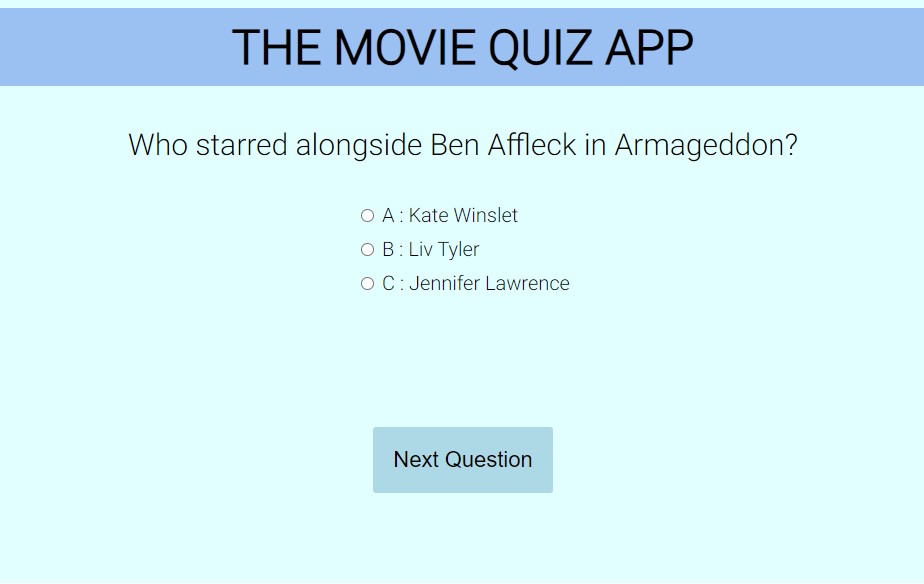 THE MOVIE QUIZ APP
Who starred alongside Ben Affleck in Armageddon?
A : Kate Winslet
B : Liv Tyler
C : Jennifer Lawrence
Next Question